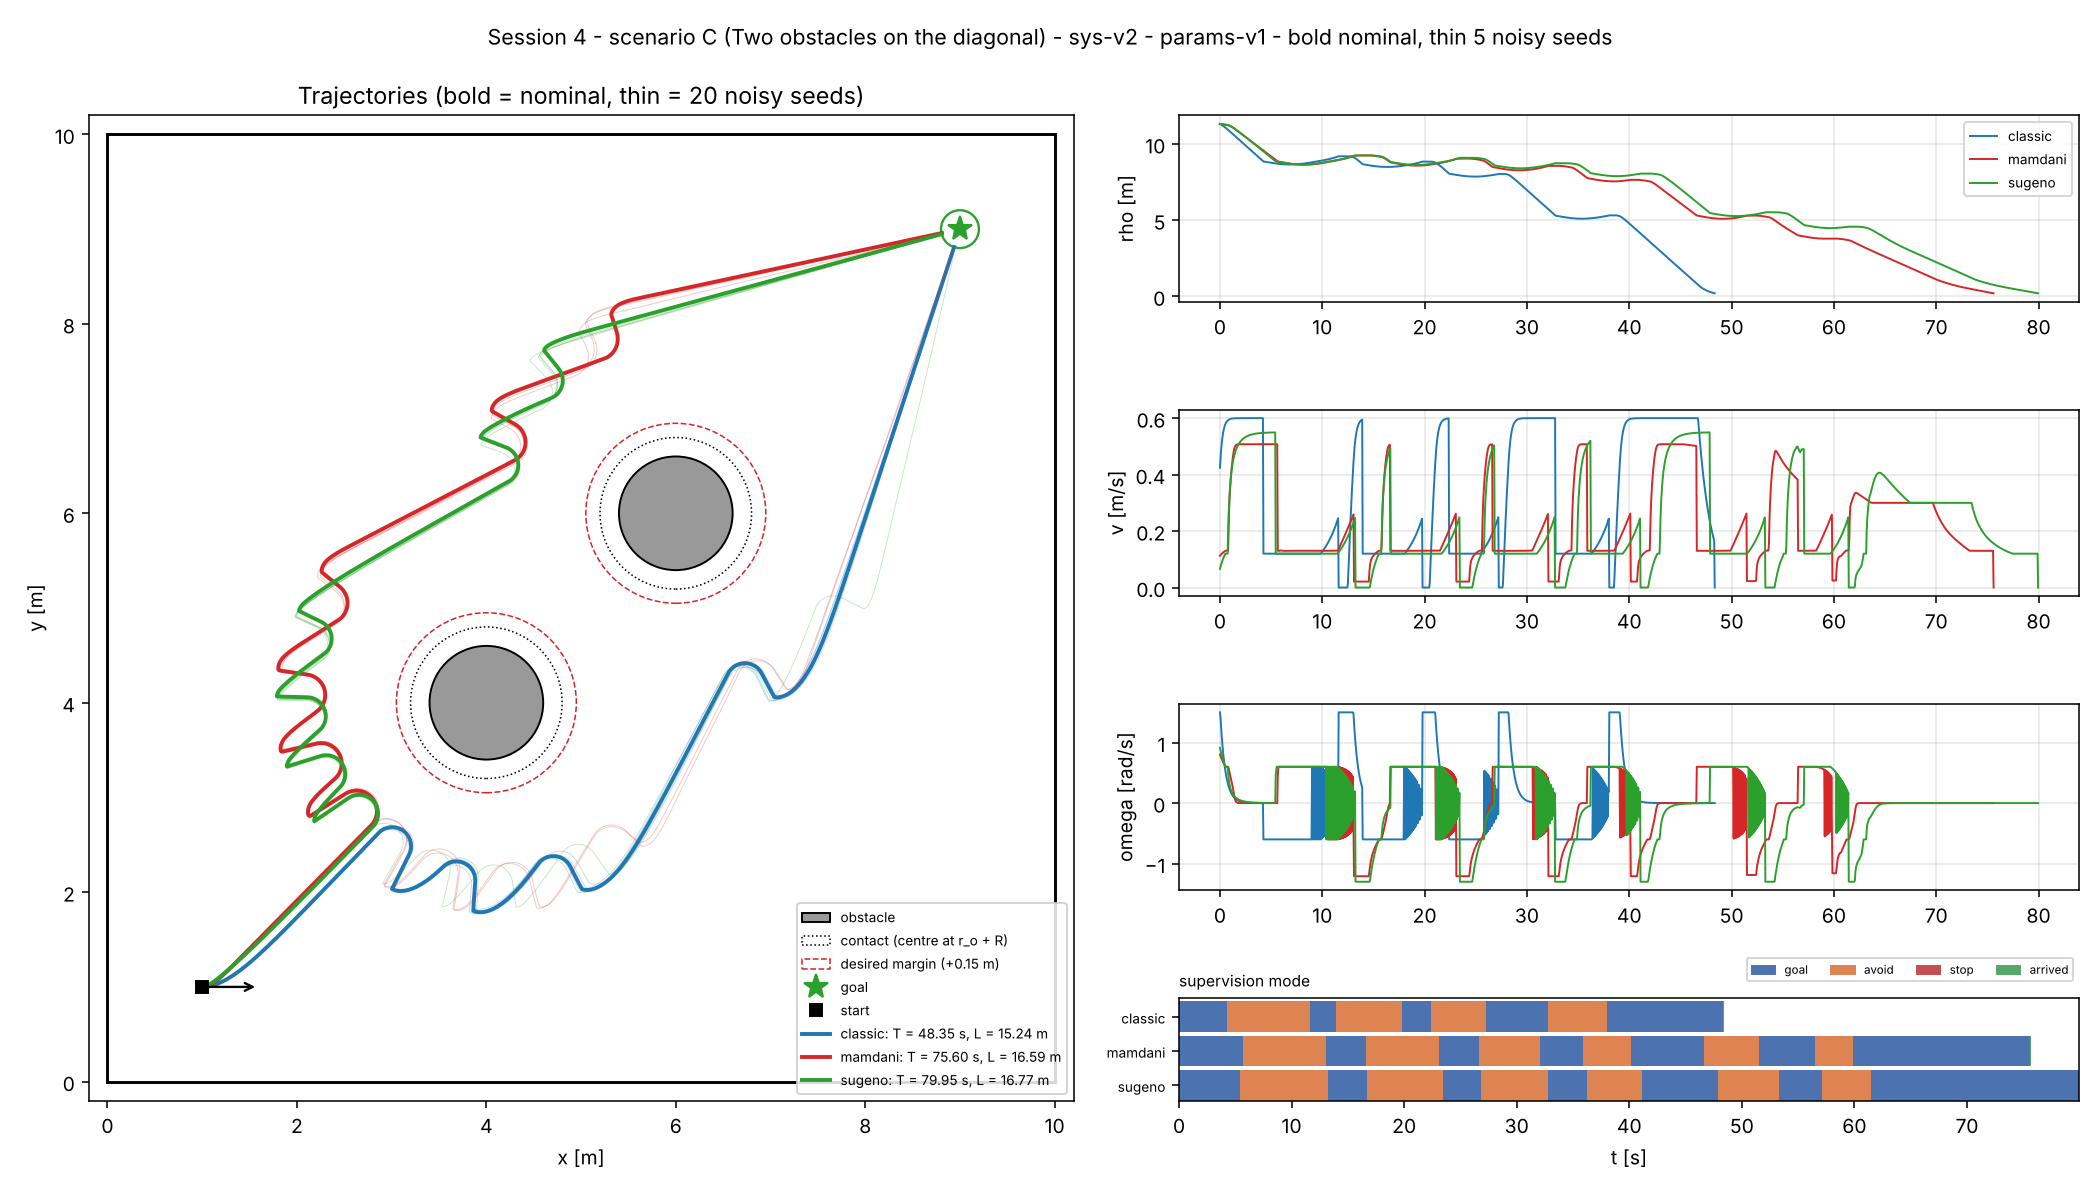 Session 4 - scenario C (Two obstacles on the diagonal) - sys-v2 - params-v1 - bold nominal, thin 5 noisy seeds
Trajectories (bold = nominal, thin = 20 noisy seeds)
y [m]
10
8
6
4
2
0
0 2 4 6 8 10
x [m]
obstacle
contact (centre at r_o + R)
desired margin (+0.15 m)
goal
start
classic: T = 48.35 s, L = 15.24 m
mamdani: T = 75.60 s, L = 16.59 m
sugeno: T = 79.95 s, L = 16.77 m
rho [m]
10
5
0
classic
mamdani
sugeno
0 10 20 30 40 50 60 70 80
v [m/s]
0.6
0.4
0.2
0.0
0 10 20 30 40 50 60 70 80
omega [rad/s]
1
0
−1
0 10 20 30 40 50 60 70 80
goal avoid stop arrived
supervision mode
classic
mamdani
sugeno
0 10 20 30 40 50 60 70
t [s]